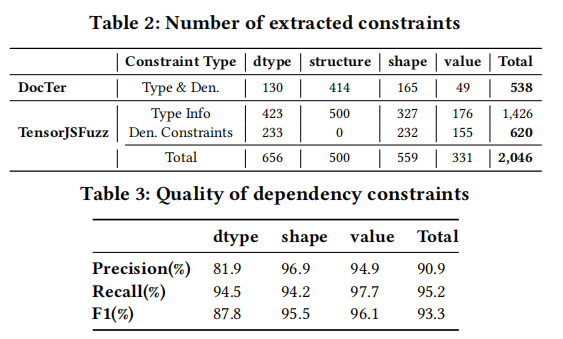 Table 2: Number of extracted constraints
Constraint Type dtype structure shape value Total
DocTer Type & Den. 130 414 165 49 538
Type Info 423 500 327 176 1,426
TensorJSFuzz Den. Constraints 233 0 232 155 620
Total 656 500 559 331 2,046
Table 3: Quality of dependency constraints
dtype shape value Total
Precision(%) 81.9 96.9 94.9 90.9
Recall(%) 94.5 94.2 97.7 95.2
F1(%) 87.8 95.5 96.1 93.3